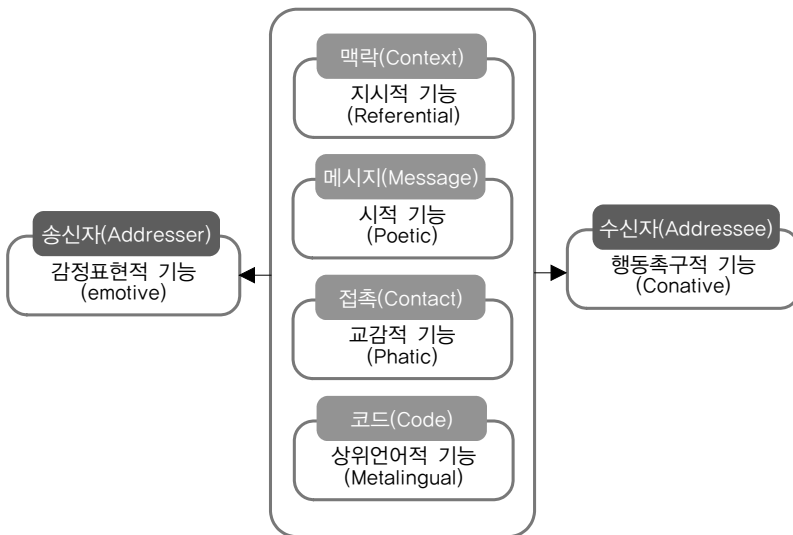 맥락(Context)
지시적 기능
(Referential)
메시지(Message)
시적 기능
(Poetic)
송신자(Addresser)
감정표현적 기능
(emotive)
수신자(Addressee)
행동촉구적 기능
(Conative)
접촉(Contact)
교감적 기능
(Phatic)
코드(Code)
상위언어적 기능
(Metalingual)